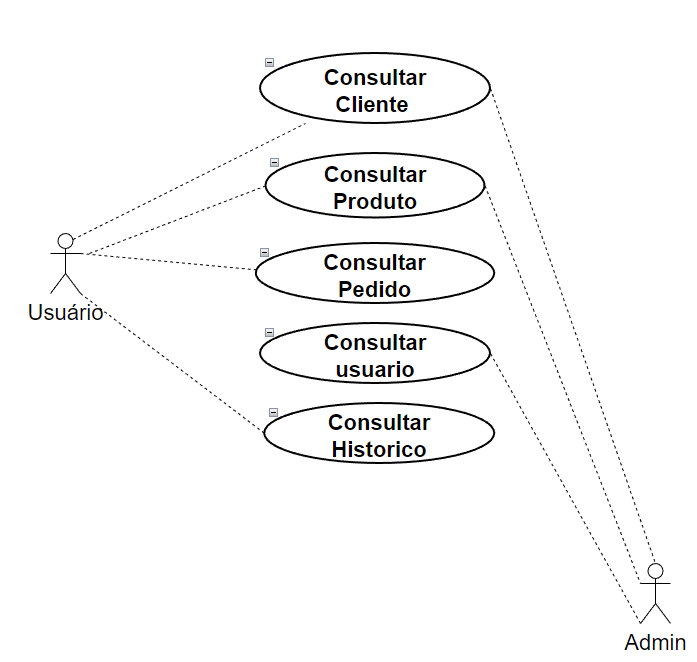 Consultar
Cliente
Consultar
Produto
Consultar
Pedido
Usuário
Consultar
usuario
Consultar
Historico
Admin